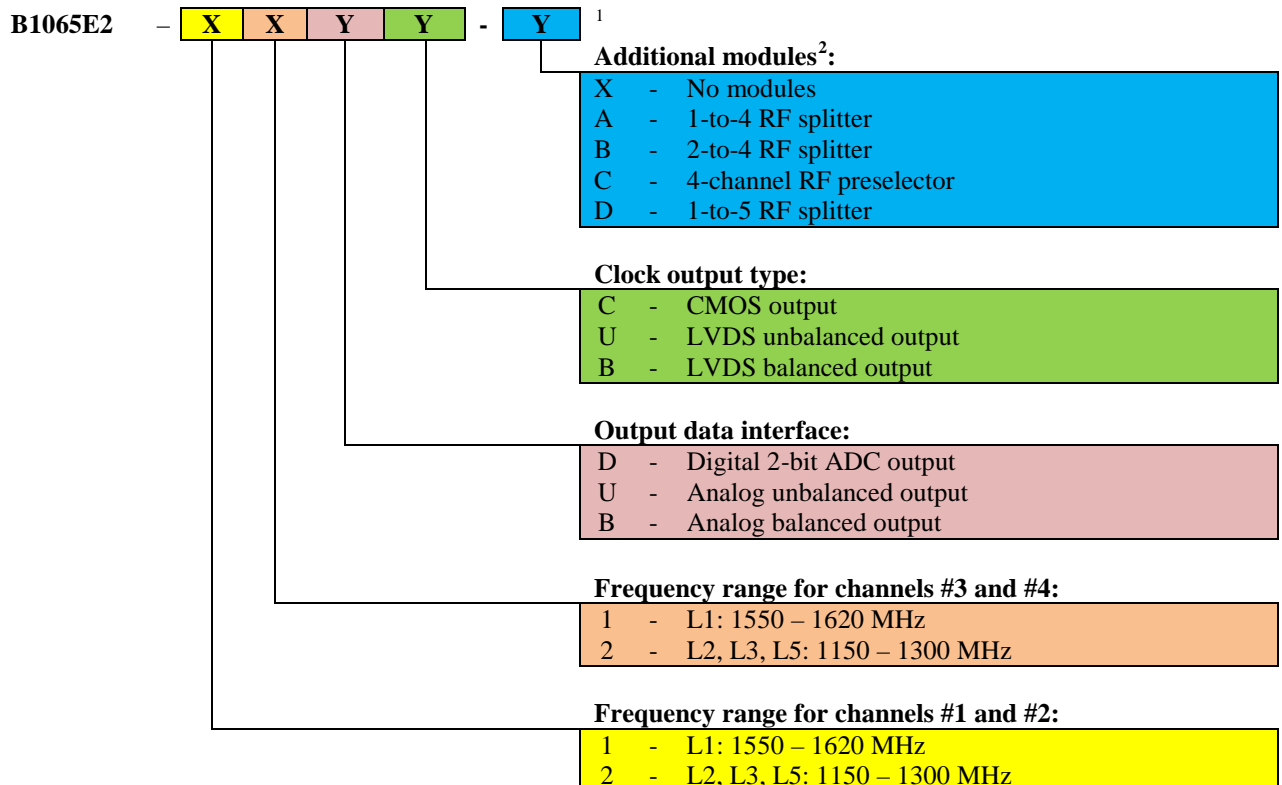 B1065E2 – X X Y Y - Y 1
Additional modules2:
X - No modules
A - 1-to-4 RF splitter
B - 2-to-4 RF splitter
C - 4-channel RF preselector
D - 1-to-5 RF splitter
Clock output type:
C - CMOS output
U - LVDS unbalanced output
B - LVDS balanced output
Output data interface:
D - Digital 2-bit ADC output
U - Analog unbalanced output
B - Analog balanced output
Frequency range for channels #3 and #4:
1 - L1: 1550 – 1620 MHz
2 - L2, L3, L5: 1150 – 1300 MHz
Frequency range for channels #1 and #2:
1 - L1: 1550 – 1620 MHz
2 - L2, L3, L5: 1150 – 1300 MHz